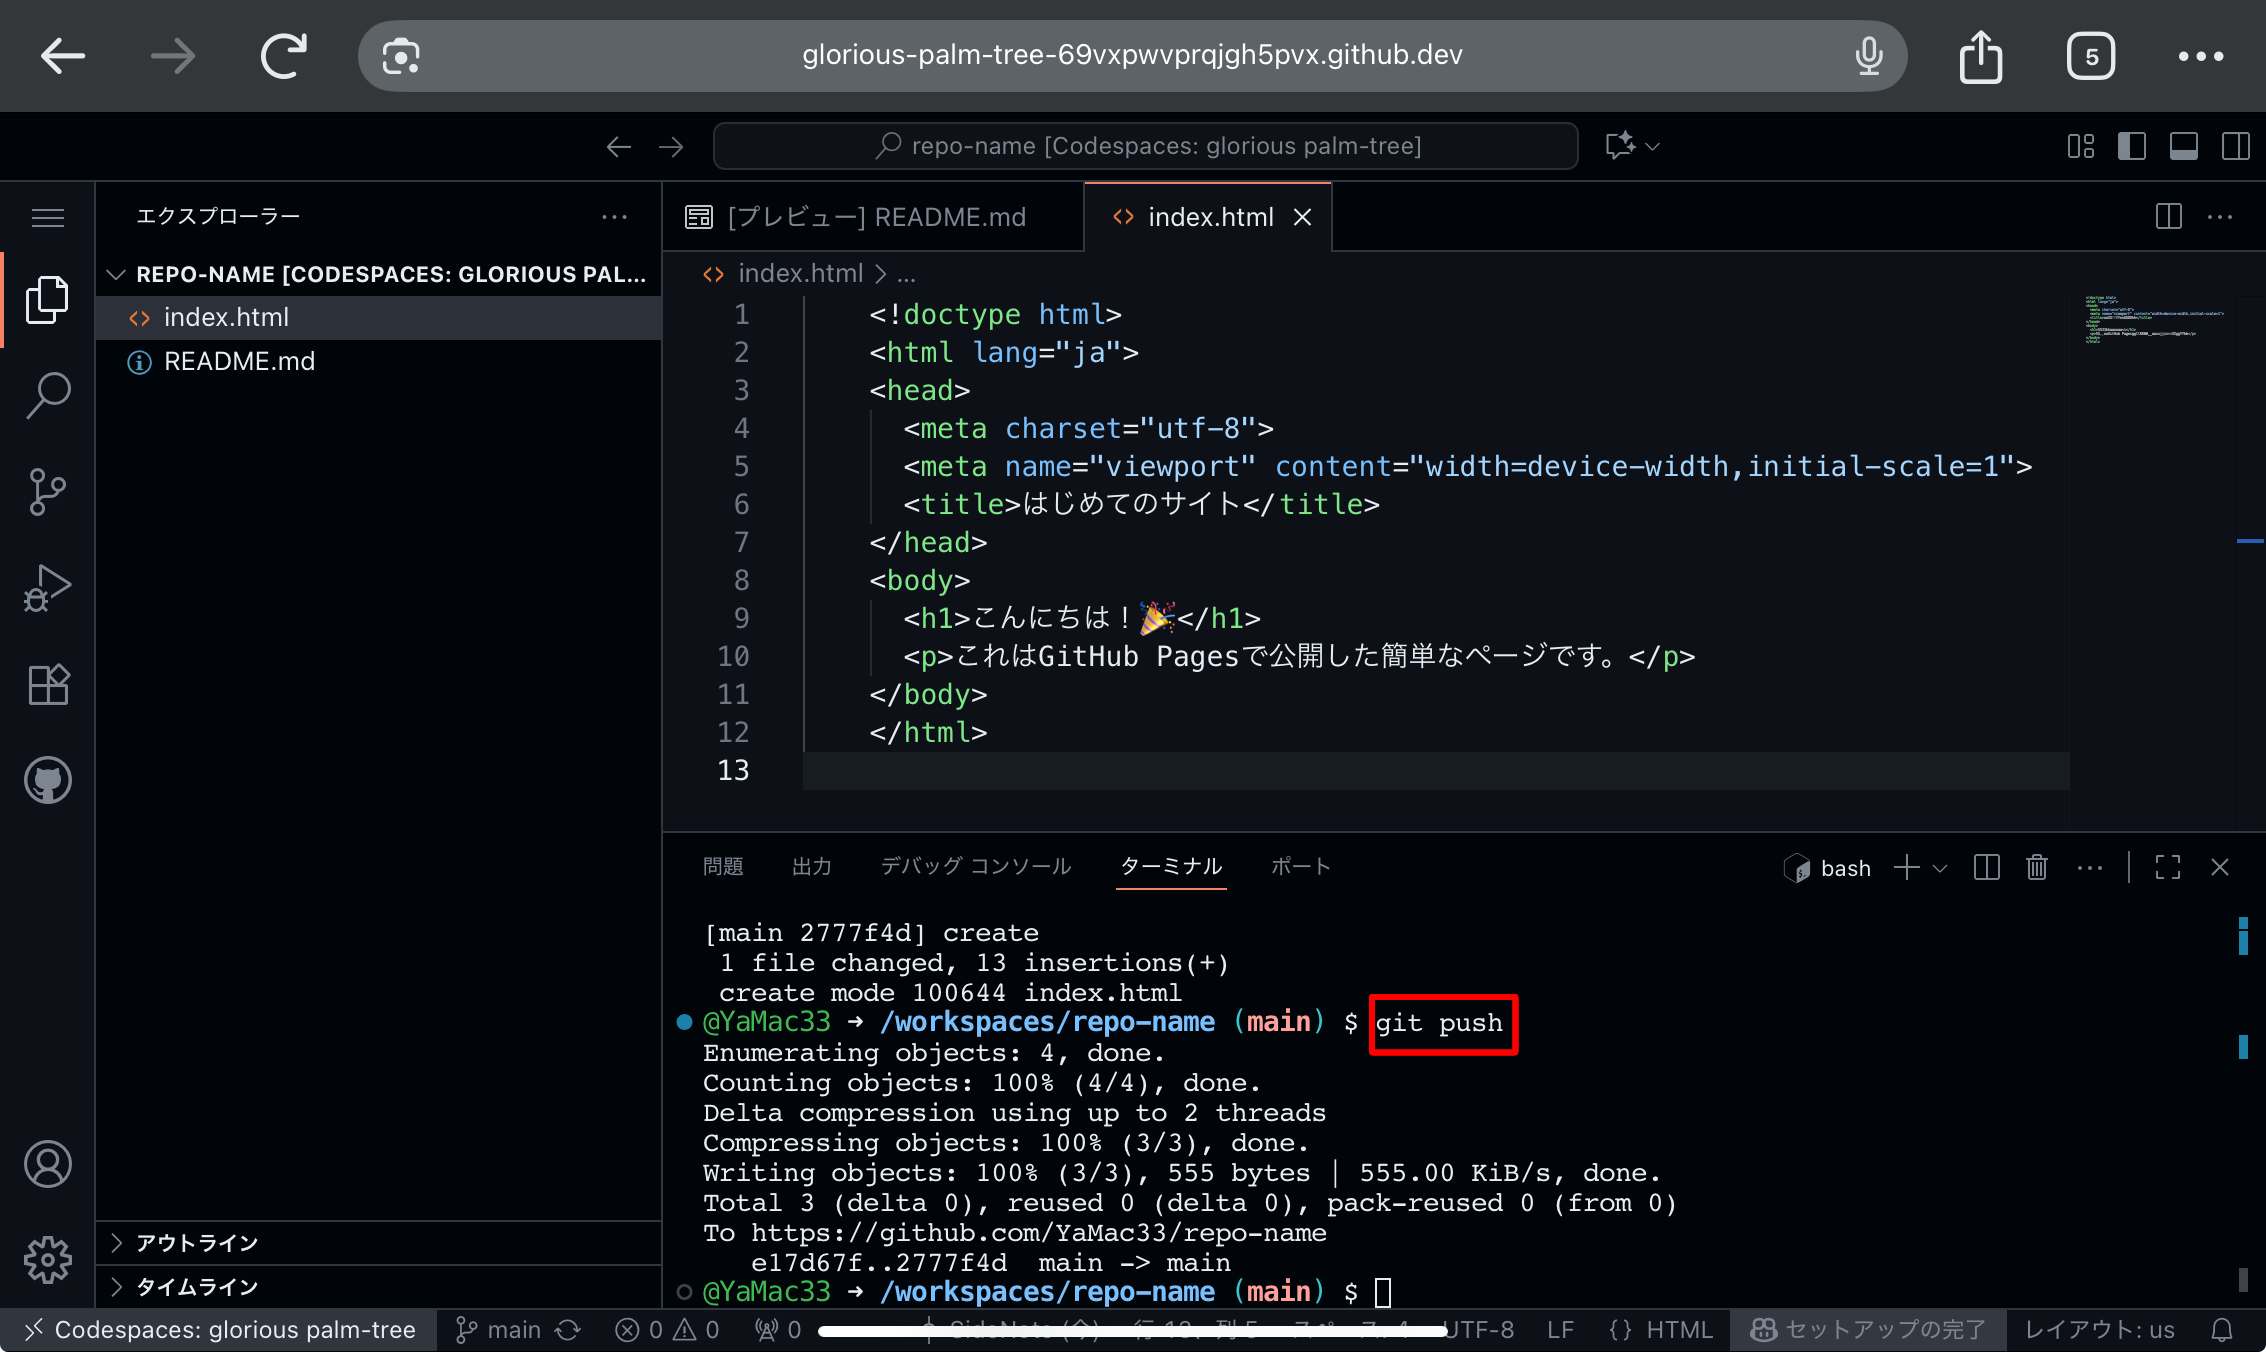 glorious-palm-tree-69vxpwvprqjgh5pvx.github.dev
5
repo-name [Codespaces: glorious palm-tree]
エクスプローラー
REPO-NAME [CODESPACES: GLORIOUS PAL...
index.html
README.md
アウトライン
タイムライン
[プレビュー] README.md
index.html
index.html > ...
1 <!doctype html>
2 <html lang="ja">
3 <head>
4 <meta charset="utf-8">
5 <meta name="viewport" content="width=device-width,initial-scale=1">
6 <title>はじめてのサイト</title>
7 </head>
8 <body>
9 <h1>こんにちは！🎉</h1>
10 <p>これはGitHub Pagesで公開した簡単なページです。</p>
11 </body>
12 </html>
13
問題 出力 デバッグ コンソール ターミナル ポート
bash
[main 2777f4d] create
1 file changed, 13 insertions(+)
create mode 100644 index.html
@YaMac33 ➜ /workspaces/repo-name (main) $ git push
Enumerating objects: 4, done.
Counting objects: 100% (4/4), done.
Delta compression using up to 2 threads
Compressing objects: 100% (3/3), done.
Writing objects: 100% (3/3), 555 bytes | 555.00 KiB/s, done.
Total 3 (delta 0), reused 0 (delta 0), pack-reused 0 (from 0)
To https://github.com/YaMac33/repo-name
e17d67f..2777f4d main -> main
@YaMac33 ➜ /workspaces/repo-name (main) $
Codespaces: glorious palm-tree main 0 0 0 UTF-8 LF {} HTML セットアップの完了 レイアウト: us